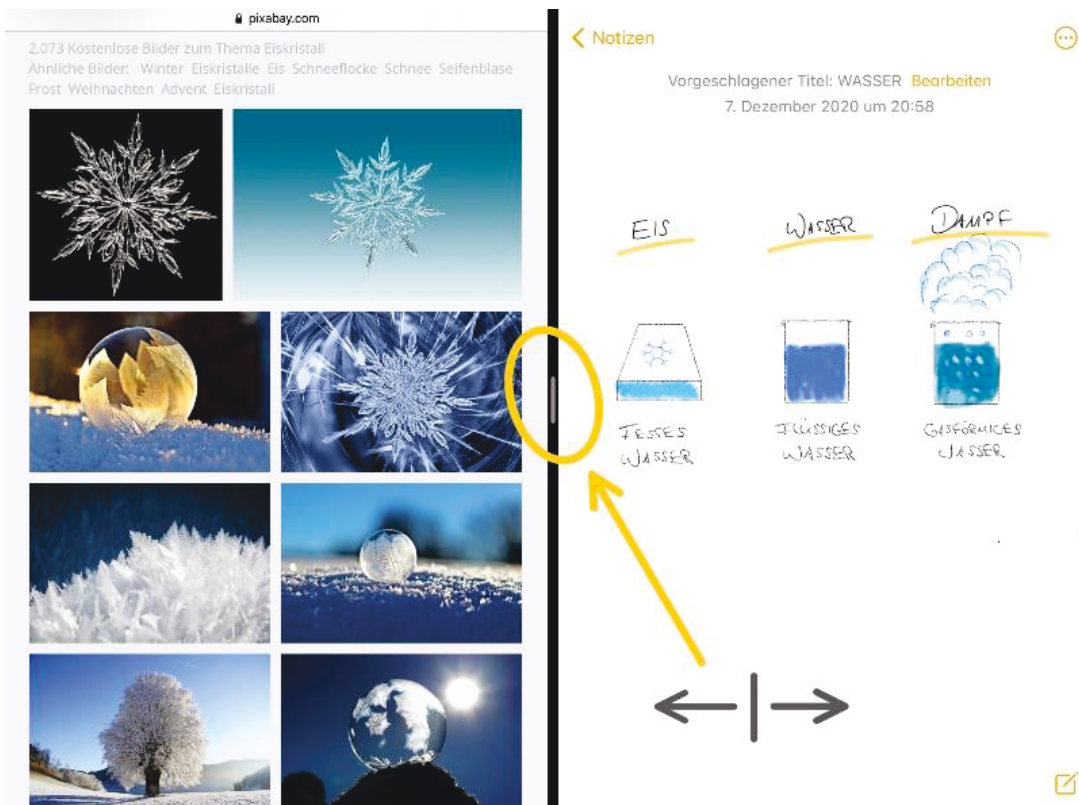 pixabay.com
2.073 Kostenlose Bilder zum Thema Eiskristall
Ähnliche Bilder: Winter Eiskristalle Eis Schneeflocke Schnee Seifenblase
Frost Weihnachten Advent Eiskristall
Notizen
Vorgeschlagener Titel: WASSER Bearbeiten
7. Dezember 2020 um 20:58
EIS
WASSER
DAMPF
FESTES
WASSER
FLÜSSIGES
WASSER
GASFÖRMIGES
WASSER